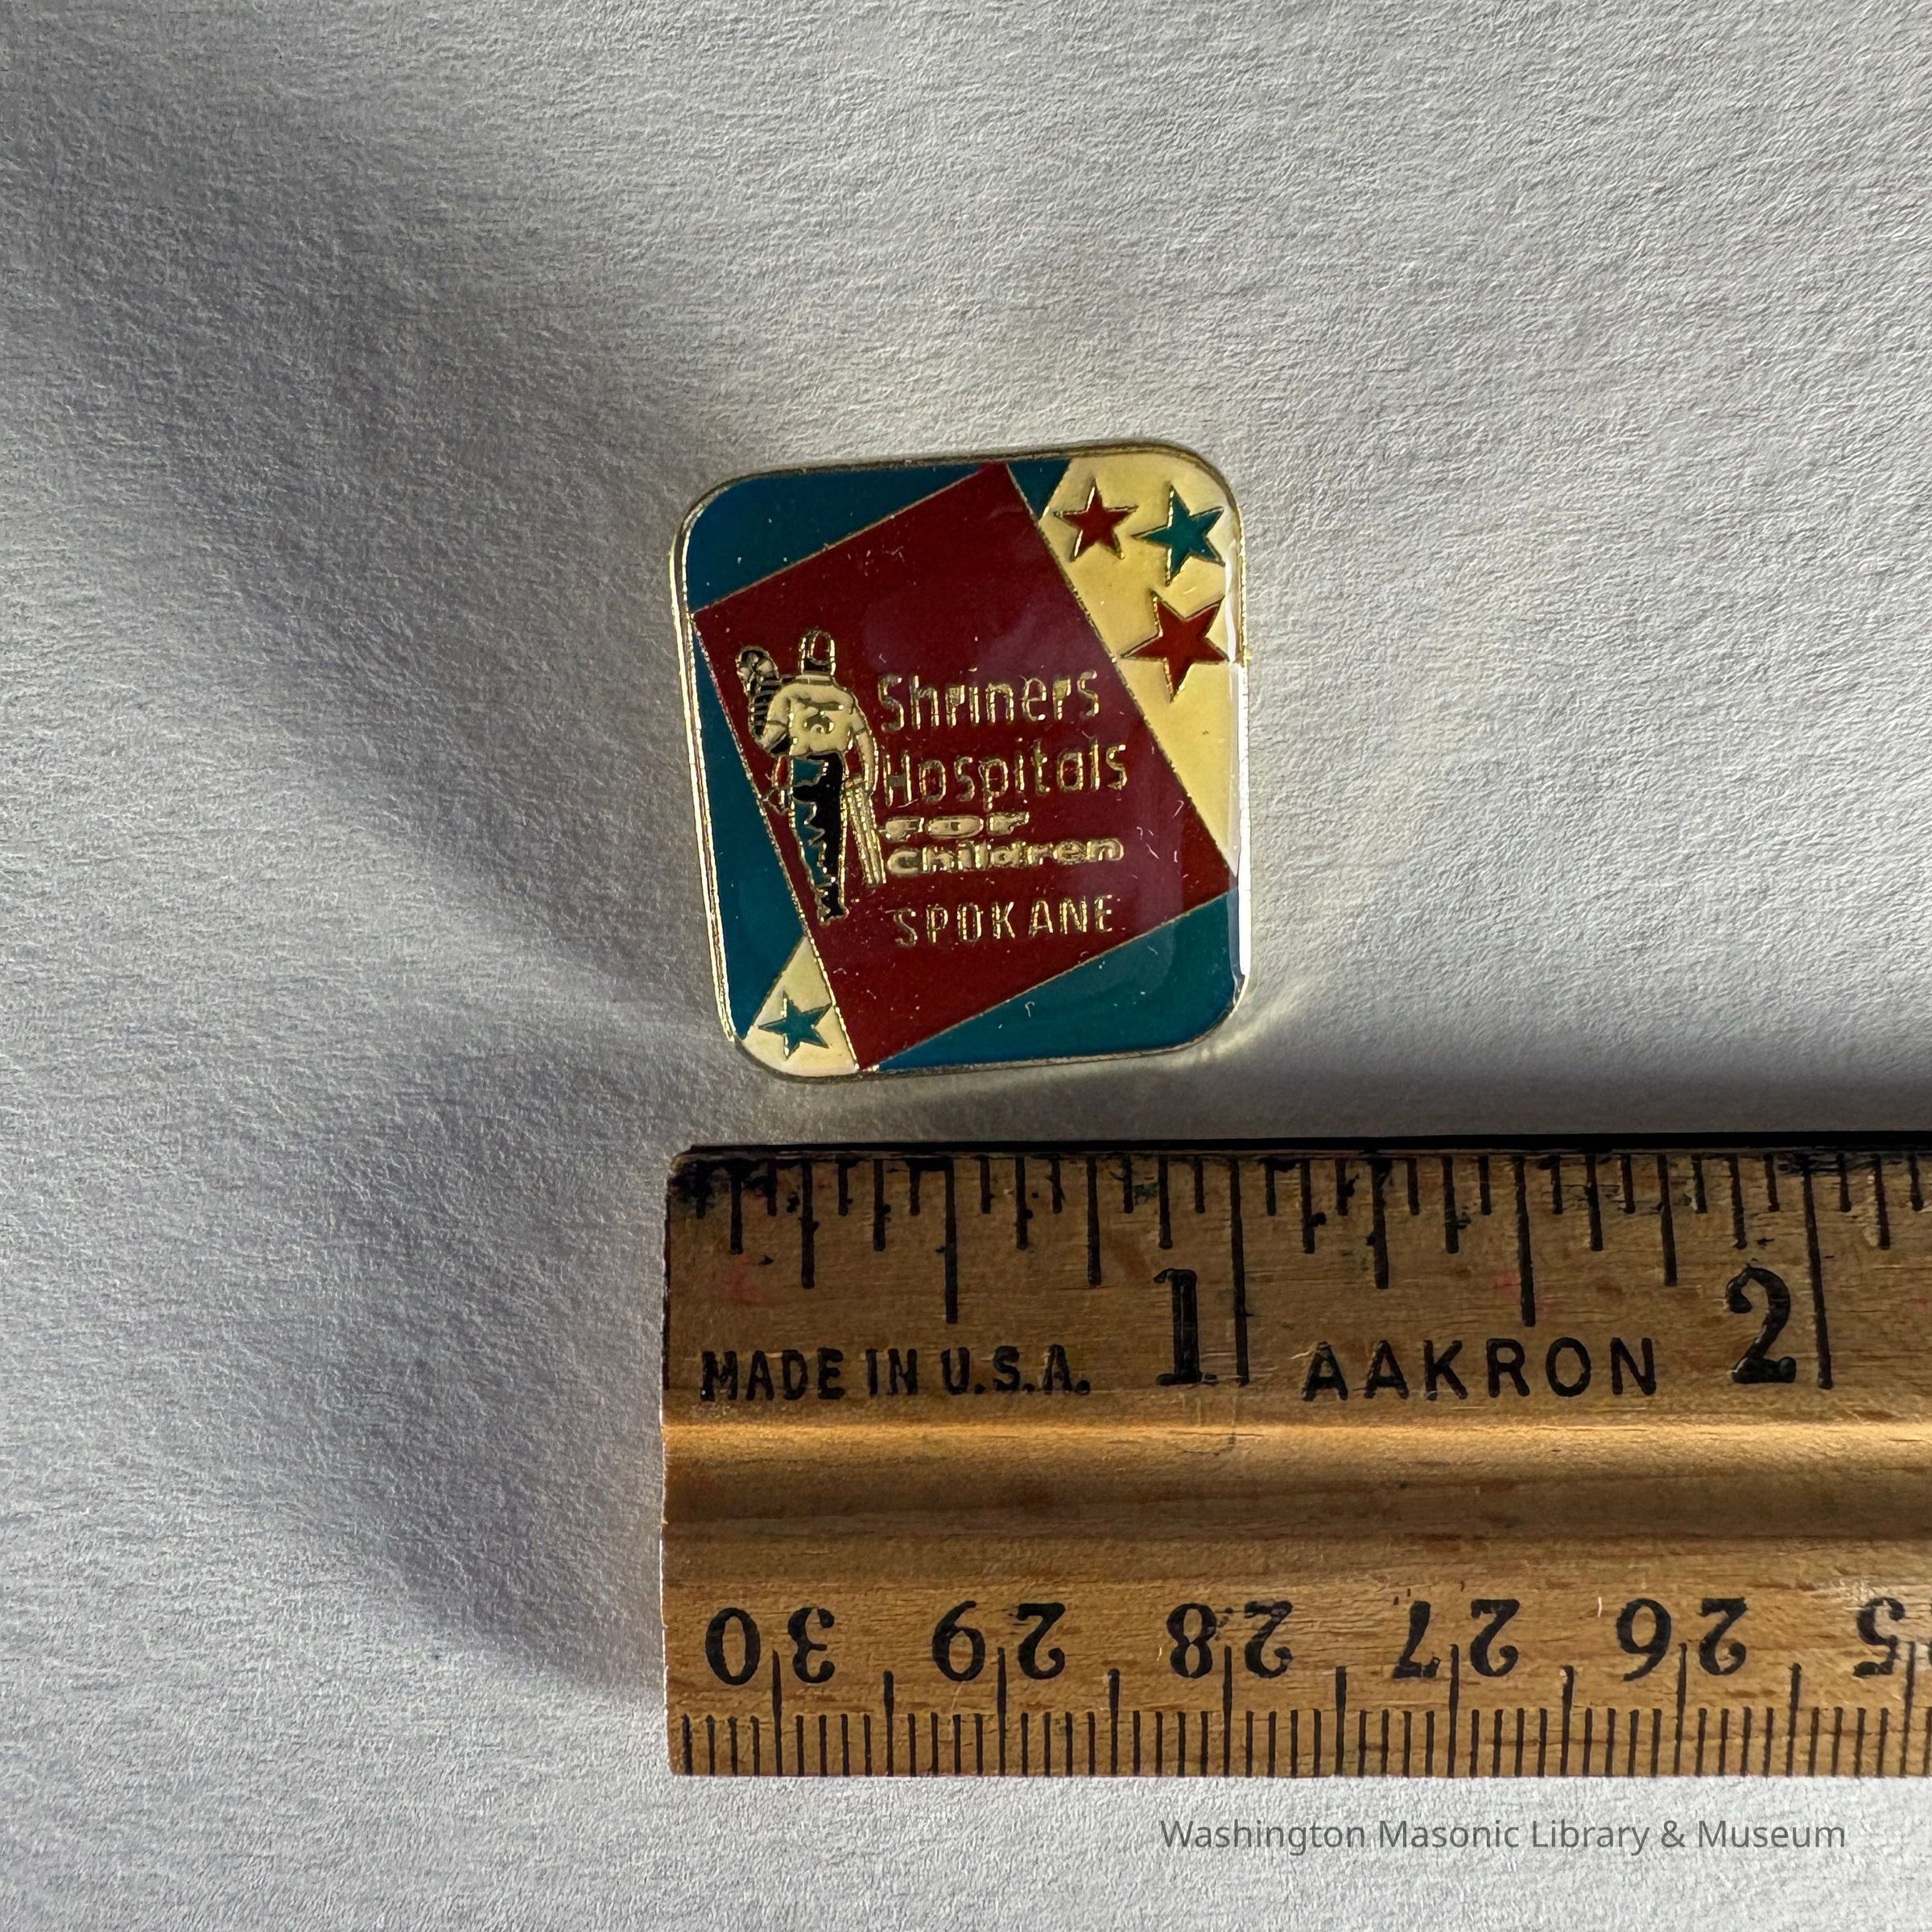 Shriners
Hospitals
FOR
Children
SPOKANE
1 2
MADE IN U.S.A. AAKRON
30 29 28 27 26 5
Washington Masonic Library & Museum